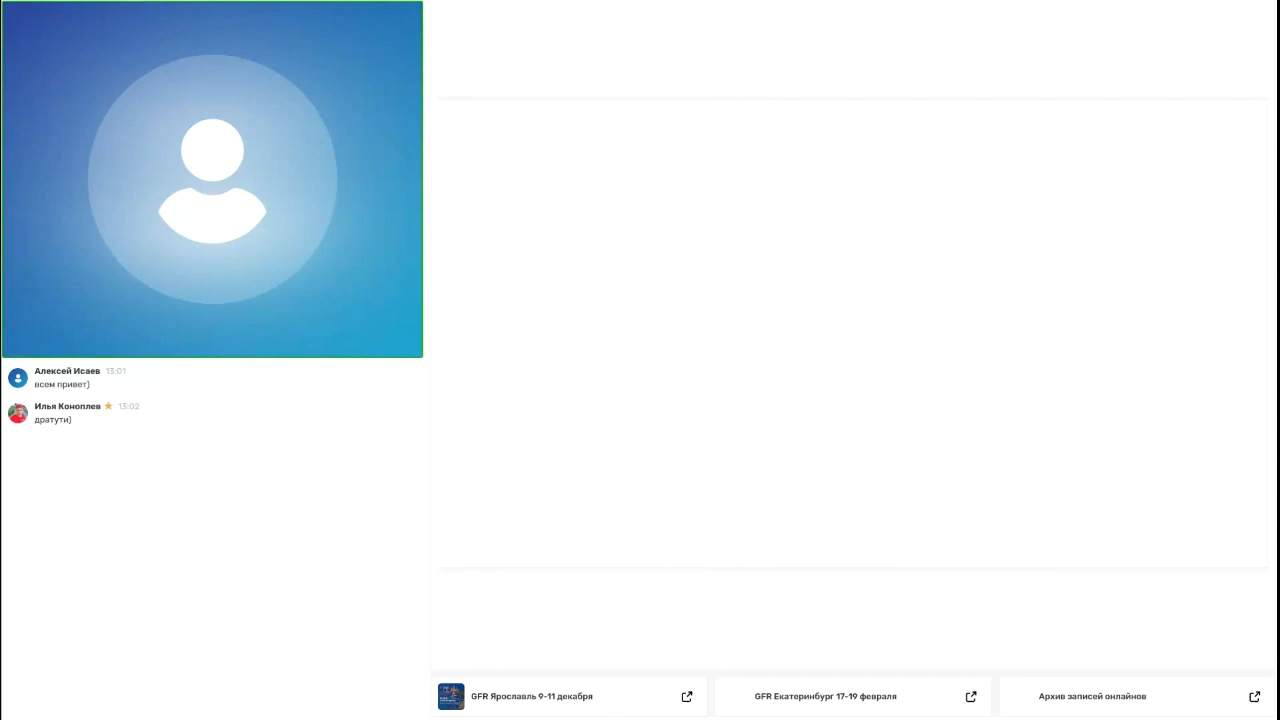 Алексей Исаев 13:01
всем привет)
Илья Коноплев 13:02
дратути)
GFR Ярославль 9-11 декабря
GFR Екатеринбург 17-19 февраля
Архив записей онлайнов